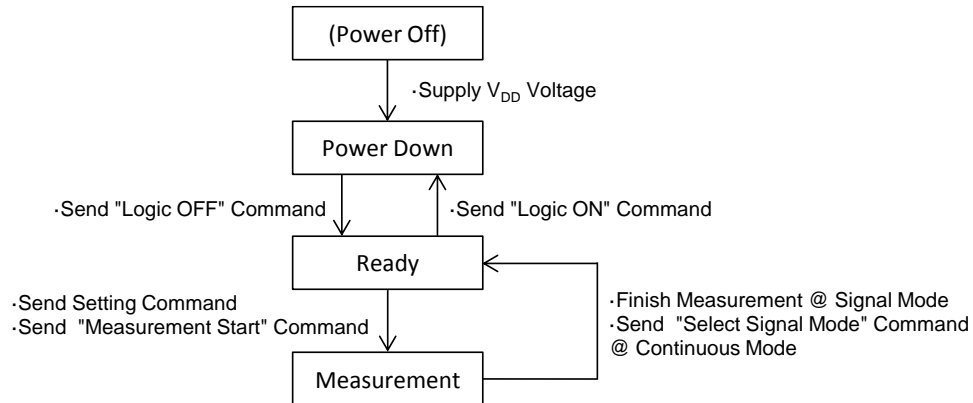 (Power Off)
·Supply VDD Voltage
Power Down
·Send "Logic OFF" Command
·Send "Logic ON" Command
Ready
·Send Setting Command
·Send "Measurement Start" Command
·Finish Measurement @ Signal Mode
·Send "Select Signal Mode" Command
@ Continuous Mode
Measurement